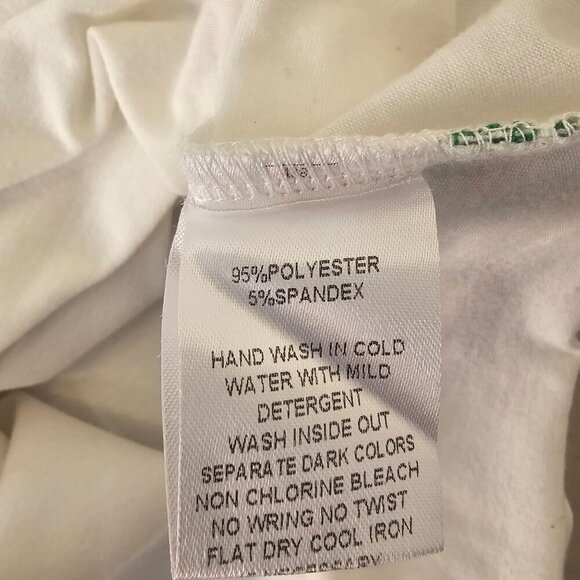 95%POLYESTER
5%SPANDEX
HAND WASH IN COLD
WATER WITH MILD
DETERGENT
WASH INSIDE OUT
SEPARATE DARK COLORS
NON CHLORINE BLEACH
NO WRING NO TWIST
FLAT DRY COOL IRON